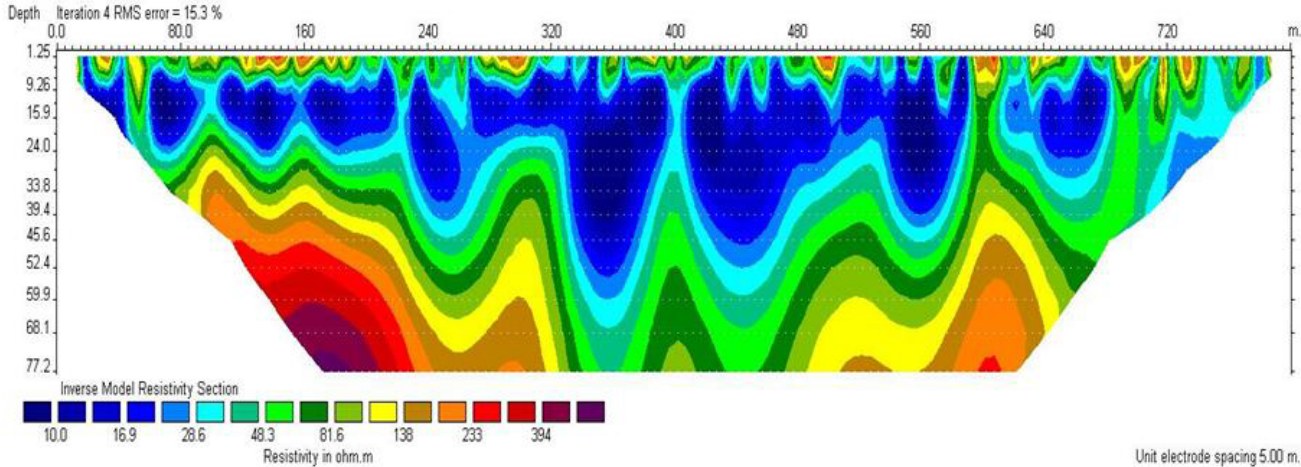 Depth Iteration 4 RMS error = 15.3 %
0.0 80.0 160 240 320 400 480 560 640 720 m.
1.25
9.26
15.9
24.0
33.8
39.4
45.6
52.4
59.9
68.1
77.2
Inverse Model Resistivity Section
10.0 16.9 28.6 48.3 81.6 138 233 394
Resistivity in ohm.m
Unit electrode spacing 5.00 m.